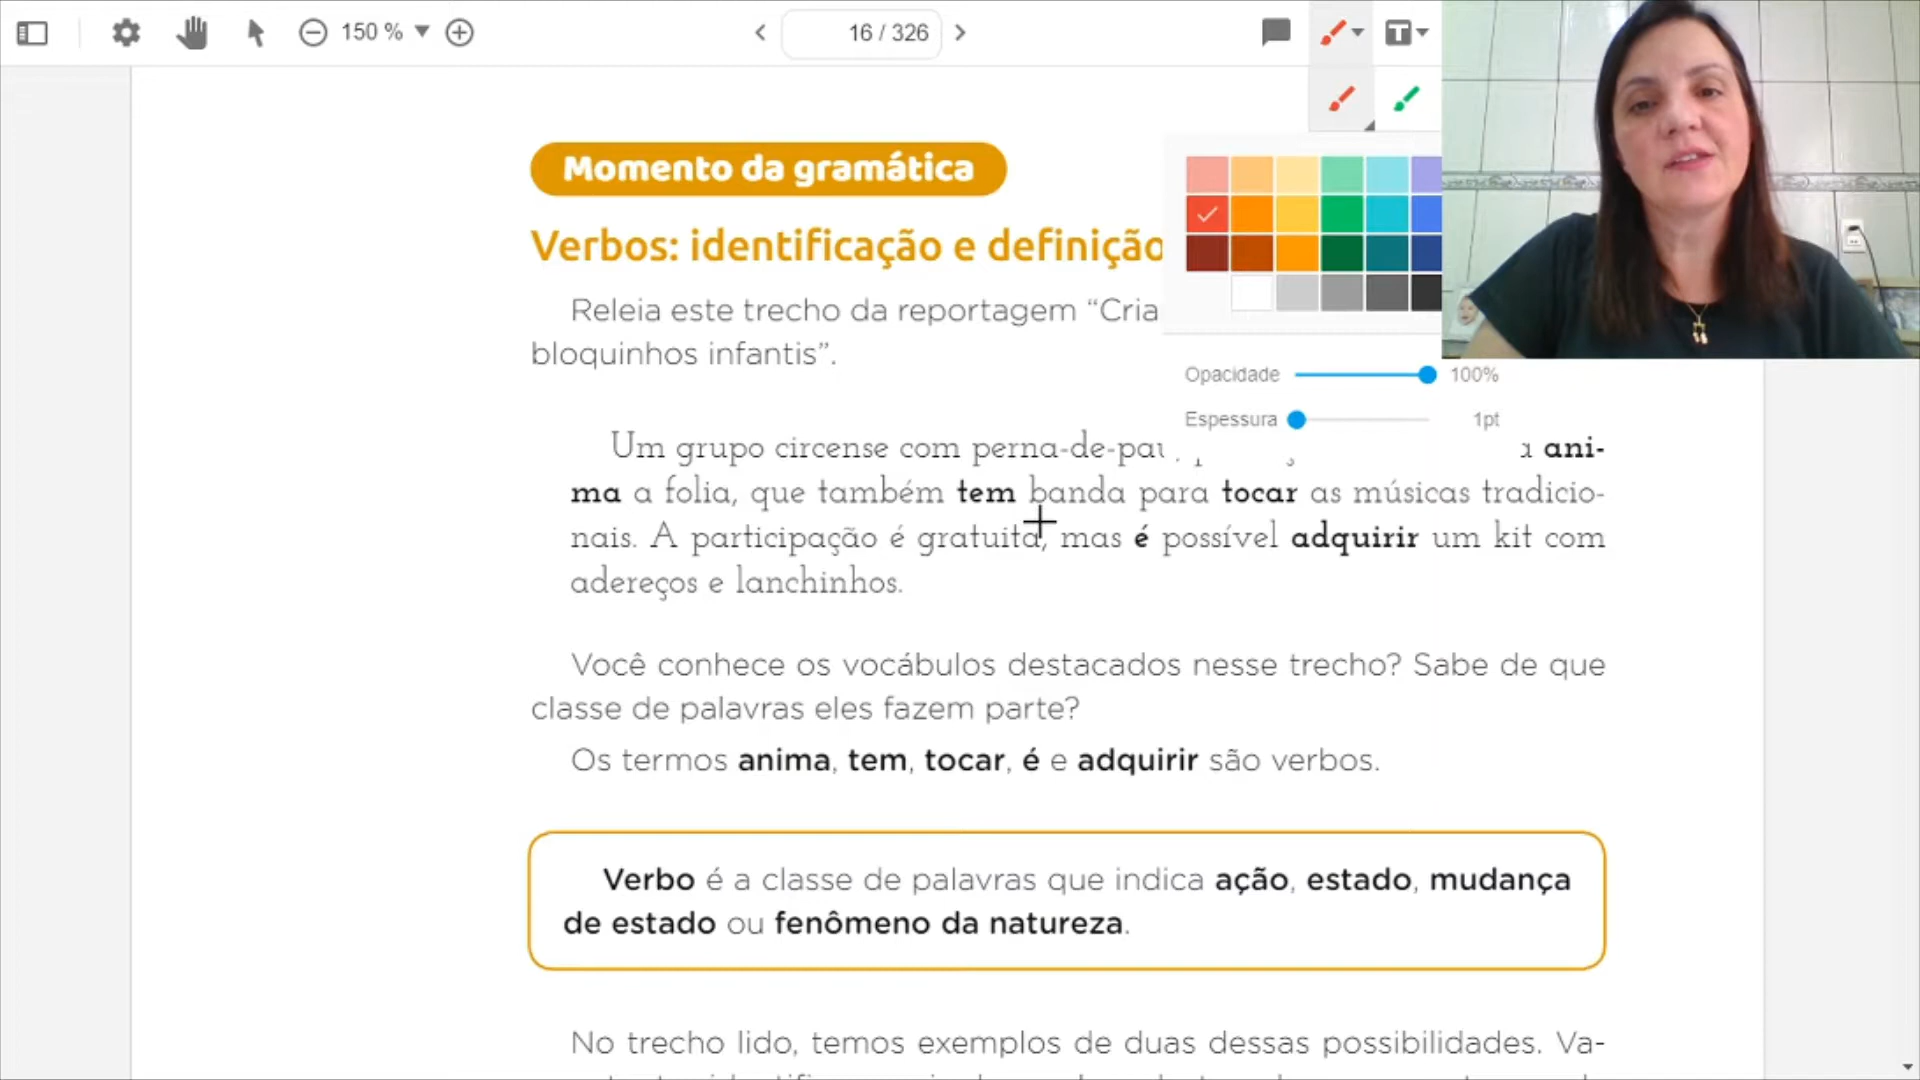 150 %
16 / 326
Momento da gramática
Verbos: identificação e definição
Releia este trecho da reportagem “Cria
bloquinhos infantis”.
Opacidade 100%
Espessura 1pt
Um grupo circense com perna-de-pau ani-
ma a folia, que também tem banda para tocar as músicas tradicio-
nais. A participação é gratuita, mas é possível adquirir um kit com
adereços e lanchinhos.
Você conhece os vocábulos destacados nesse trecho? Sabe de que
classe de palavras eles fazem parte?
Os termos anima, tem, tocar, é e adquirir são verbos.
Verbo é a classe de palavras que indica ação, estado, mudança
de estado ou fenômeno da natureza.
No trecho lido, temos exemplos de duas dessas possibilidades. Va-